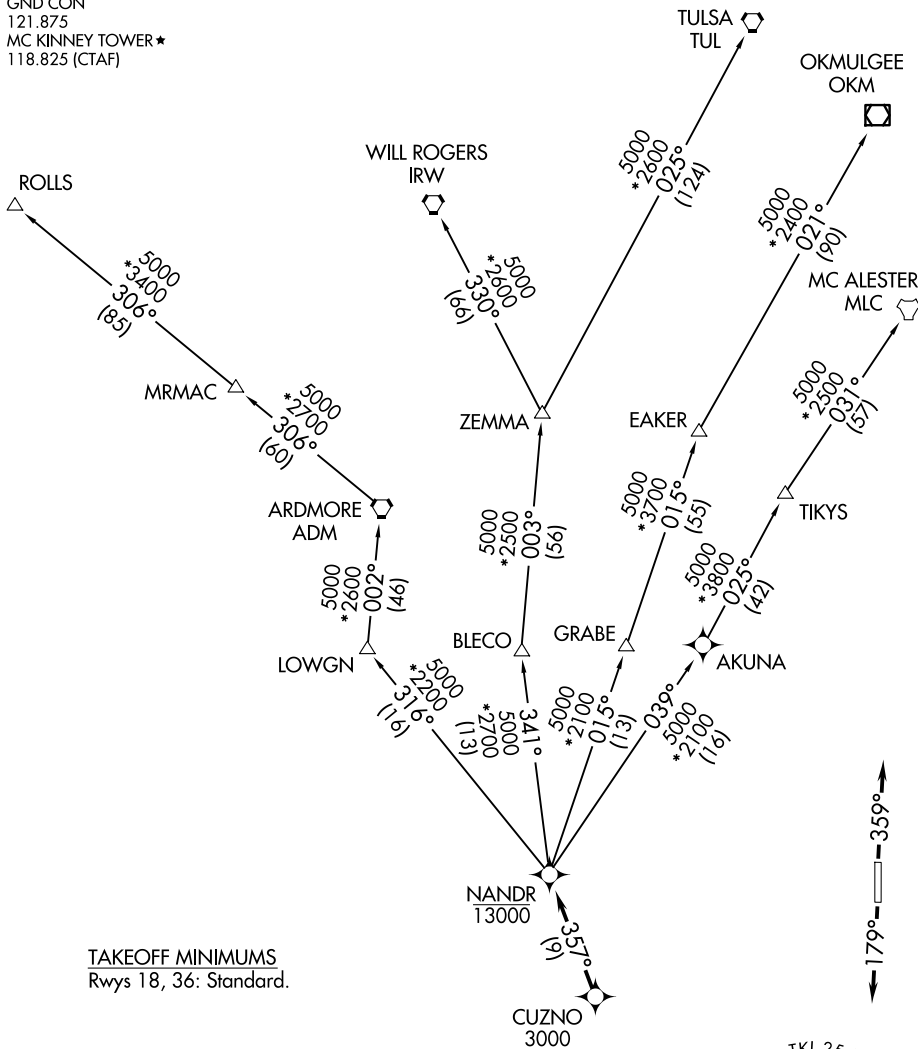 GND CON
121.875
MC KINNEY TOWER★
118.825 (CTAF)
TULSA
TUL
OKMULGEE
OKM
WILL ROGERS
IRW
ROLLS
5000
*2600
025°
(124)
5000
*2400
021°
(90)
5000
*3400
306°
(85)
5000
*2600
330°
(66)
MC ALESTER
MLC
MRMAC
5000
*2700
306°
(60)
ZEMMA
EAKER
5000
*2500
031°
(57)
ARDMORE
ADM
5000
*2500
003°
(56)
5000
*3700
015°
(55)
TIKYS
5000
*2600
002°
(46)
5000
*3800
025°
(42)
LOWGN
BLECO
GRABE
AKUNA
5000
*2200
316°
(16)
341°
5000
*2700
(13)
5000
*2100
015°
(13)
039°
5000
*2100
(16)
359°
179°
NANDR
13000
357°
(9)
TAKEOFF MINIMUMS
Rwys 18, 36: Standard.
CUZNO
3000